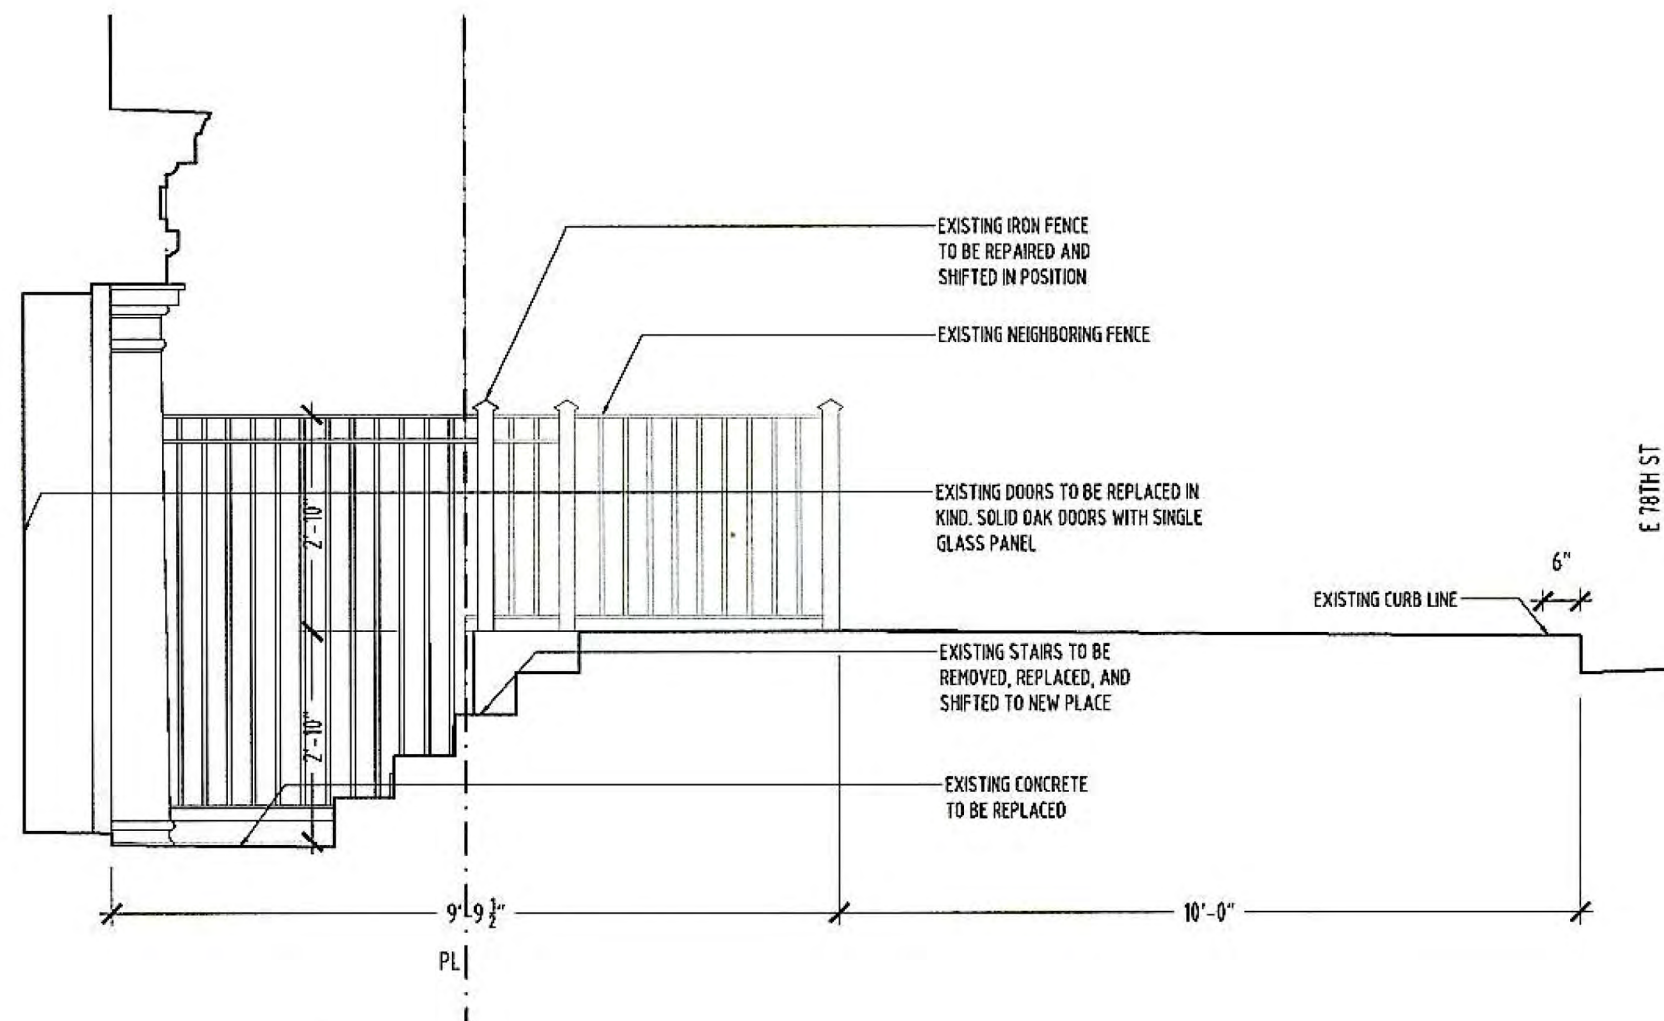 EXISTING IRON FENCE
TO BE REPAIRED AND
SHIFTED IN POSITION
EXISTING NEIGHBORING FENCE
EXISTING DOORS TO BE REPLACED IN
KIND. SOLID OAK DOORS WITH SINGLE
GLASS PANEL
E 78TH ST
6"
EXISTING CURB LINE
2'-10"
EXISTING STAIRS TO BE
REMOVED, REPLACED, AND
SHIFTED TO NEW PLACE
2'-10"
EXISTING CONCRETE
TO BE REPLACED
9'-9 1/2"
10'-0"
PL